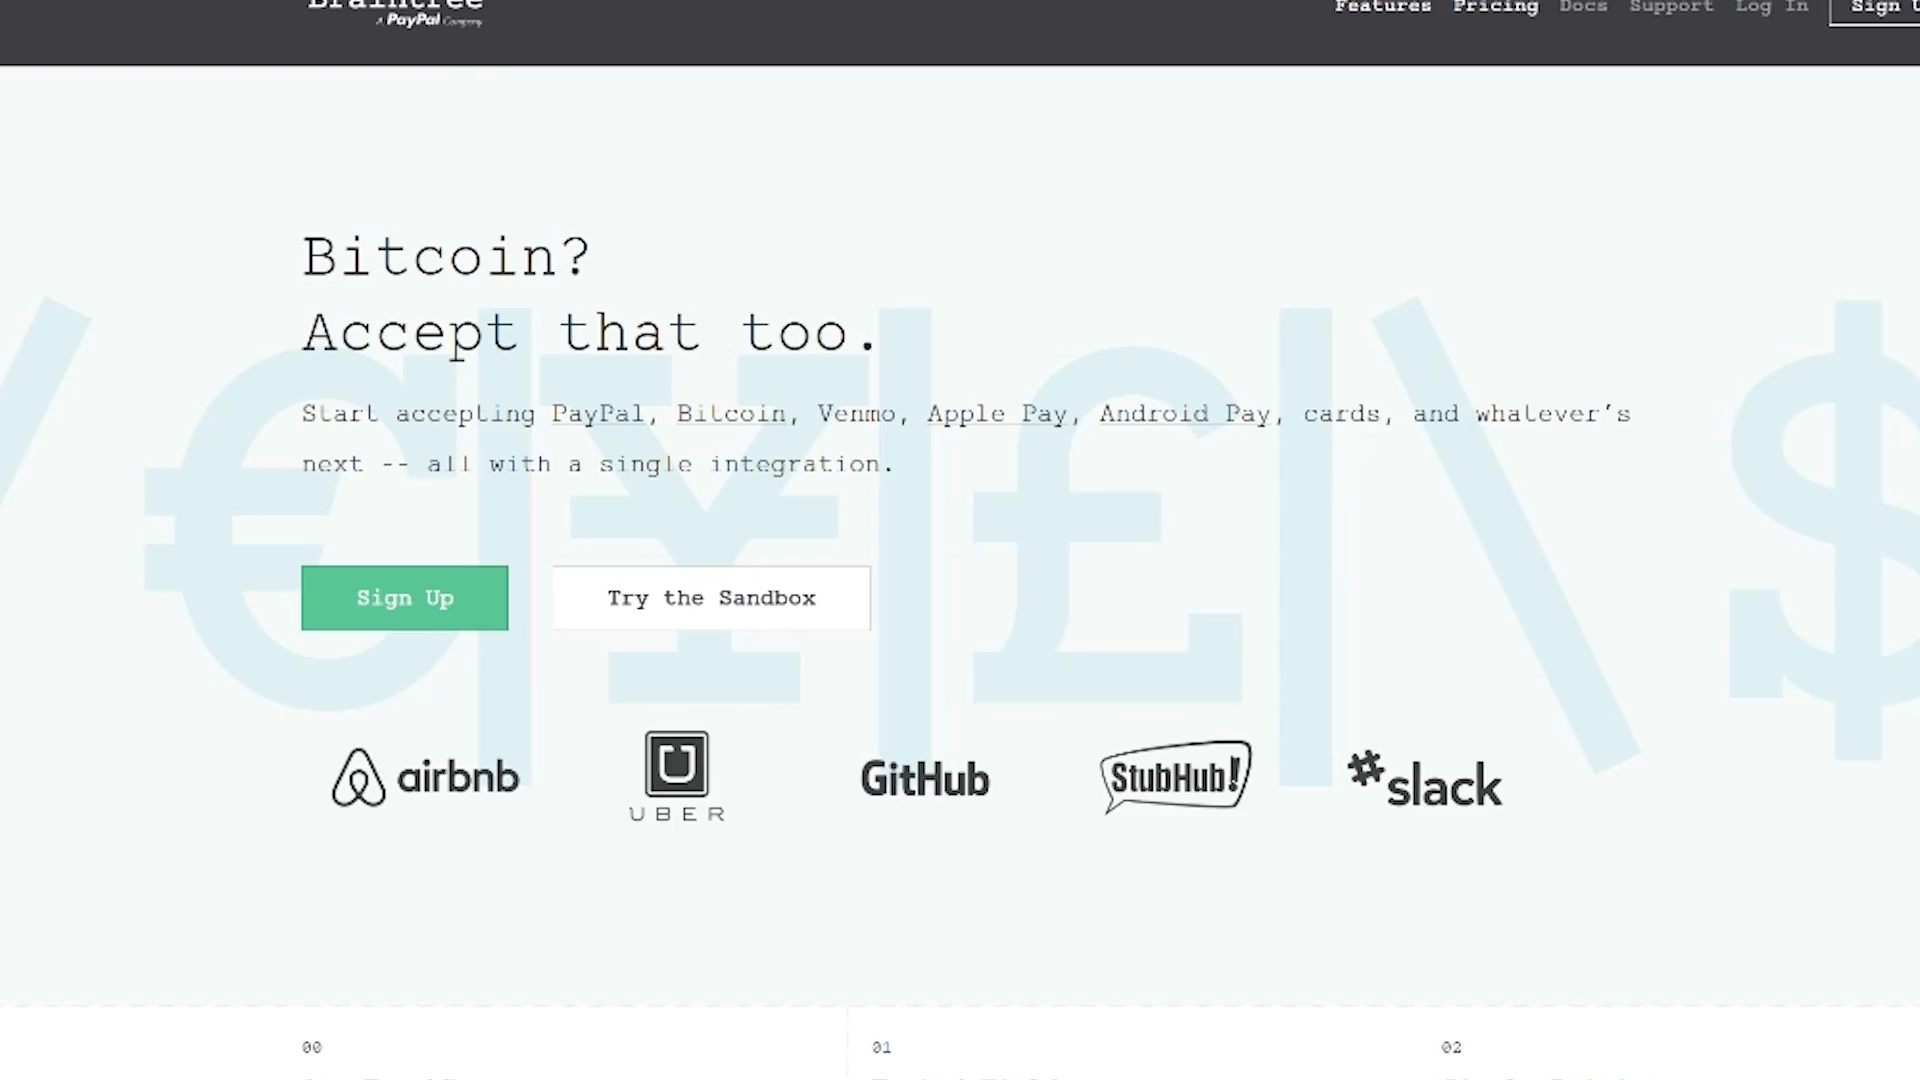 Braintree
A PayPal Company
Features Pricing Docs Support Log In Sign U
Bitcoin?
Accept that too.
Start accepting PayPal, Bitcoin, Venmo, Apple Pay, Android Pay, cards, and whatever’s
next -- all with a single integration.
Sign Up Try the Sandbox
€ ¥ £ $
airbnb UBER GitHub StubHub! #slack
00 01 02